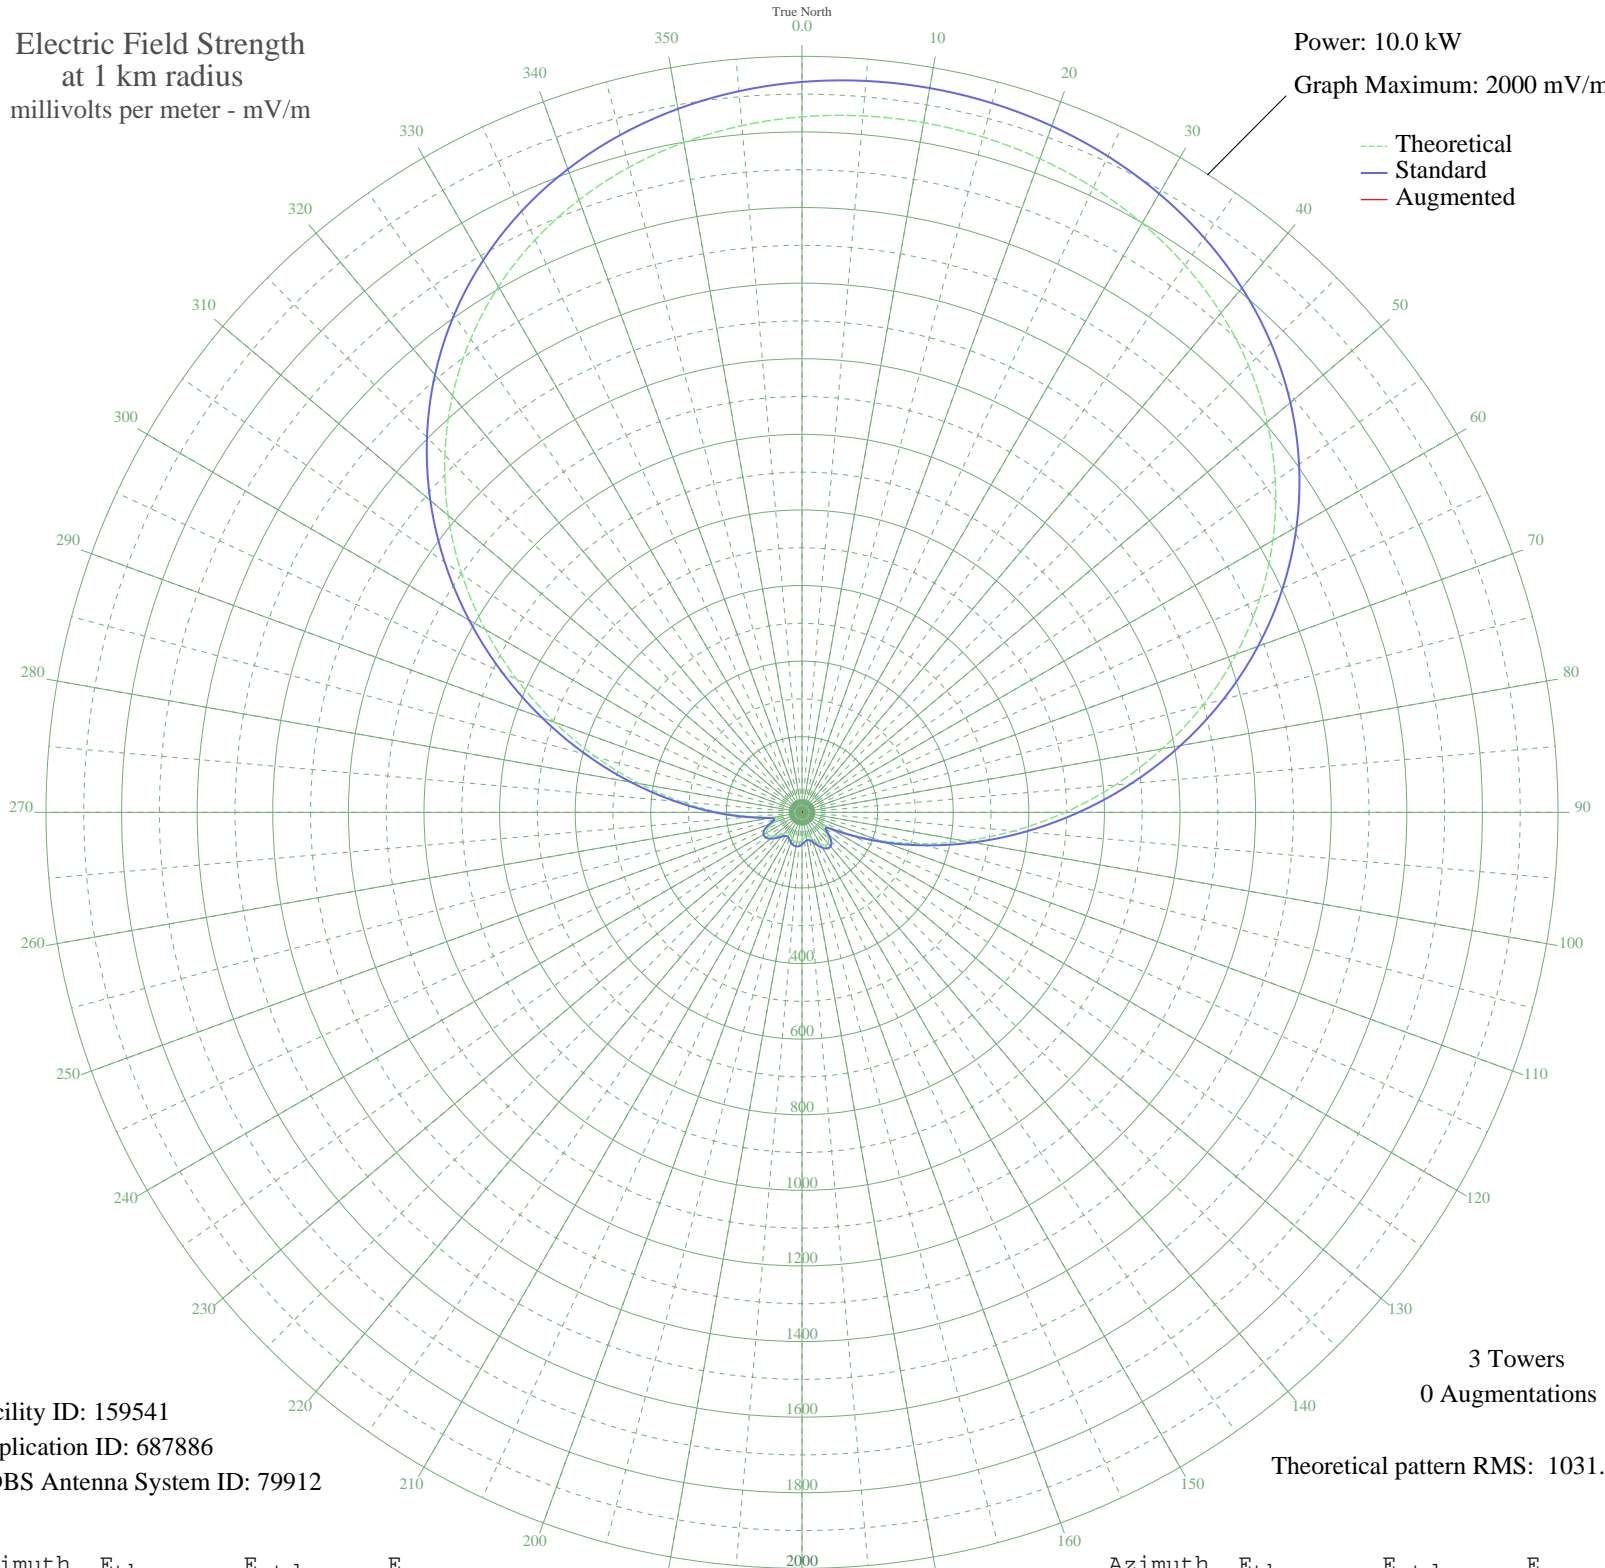 True North
Electric Field Strength
at 1 km radius
millivolts per meter - mV/m
Power: 10.0 kW
Graph Maximum: 2000 mV/m
Theoretical
Standard
Augmented
0.0
10
20
30
40
50
60
70
80
90
100
110
120
130
140
150
160
200
210
220
230
240
250
260
270
280
290
300
310
320
330
340
350
400
600
800
1000
1200
1400
1600
1800
2000
3 Towers
0 Augmentations
Theoretical pattern RMS: 1031.
cility ID: 159541
plication ID: 687886
DBS Antenna System ID: 79912
imuth E E E
Azimuth E E E